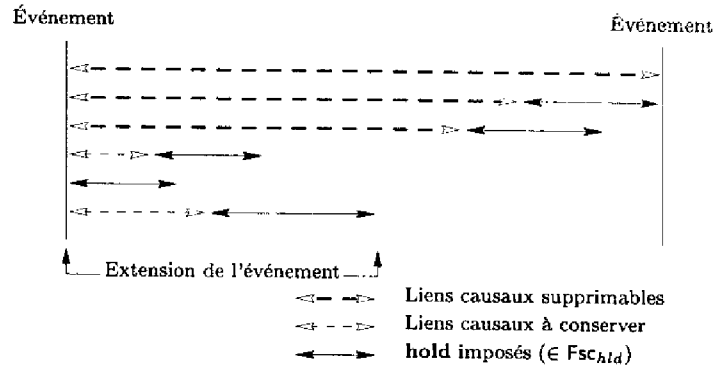 Événement
Événement
Extension de l'événement
Liens causaux supprimables
Liens causaux à conserver
hold imposés (∈ Fsc_hld)